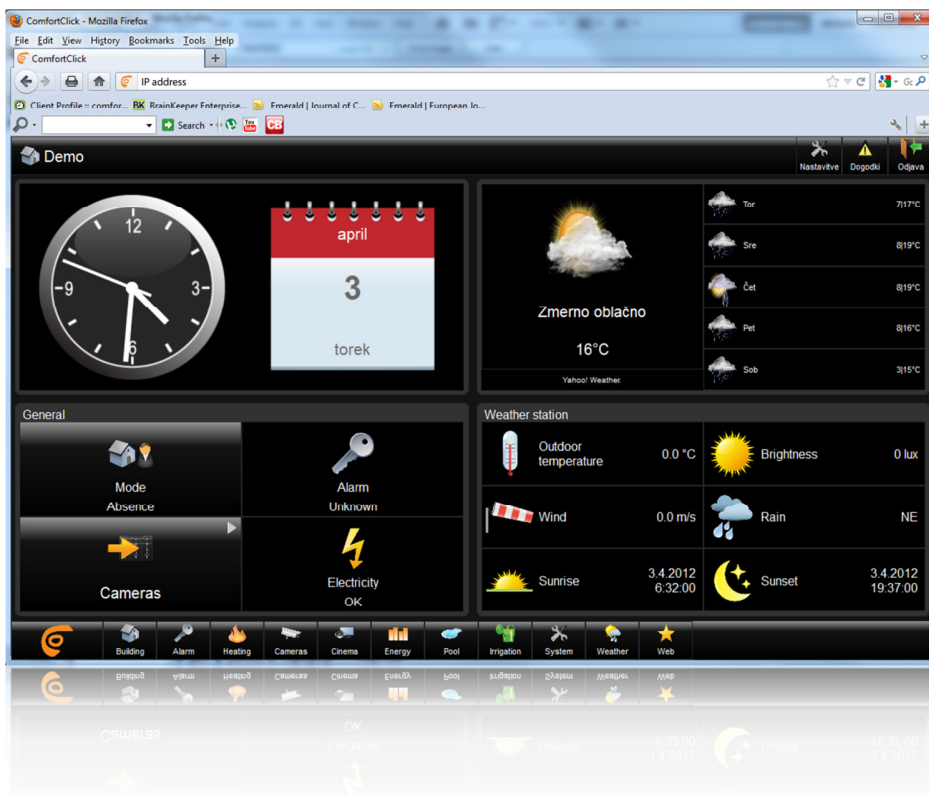 ComfortClick - Mozilla Firefox
File Edit View History Bookmarks Tools Help
ComfortClick
IP address
Client Profile :: comfor... BK BrainKeeper Enterprise... Emerald | Journal of C... Emerald | European Jo...
Search
You Tube
CB
Demo
Nastavitve Dogodki Odjava
12
3
6
9
april
3
torek
Zmerno oblačno
16°C
Yahoo! Weather.
Tor 7|17°C
Sre 8|19°C
Čet 8|19°C
Pet 8|16°C
Sob 3|15°C
General
Mode
Absence
Alarm
Unknown
Cameras
Electricity
OK
Weather station
Outdoor temperature 0.0 °C
Brightness 0 lux
Wind 0.0 m/s
Rain NE
Sunrise 3.4.2012 6:32:00
Sunset 3.4.2012 19:37:00
Building Alarm Heating Cameras Cinema Energy Pool Irrigation System Weather Web